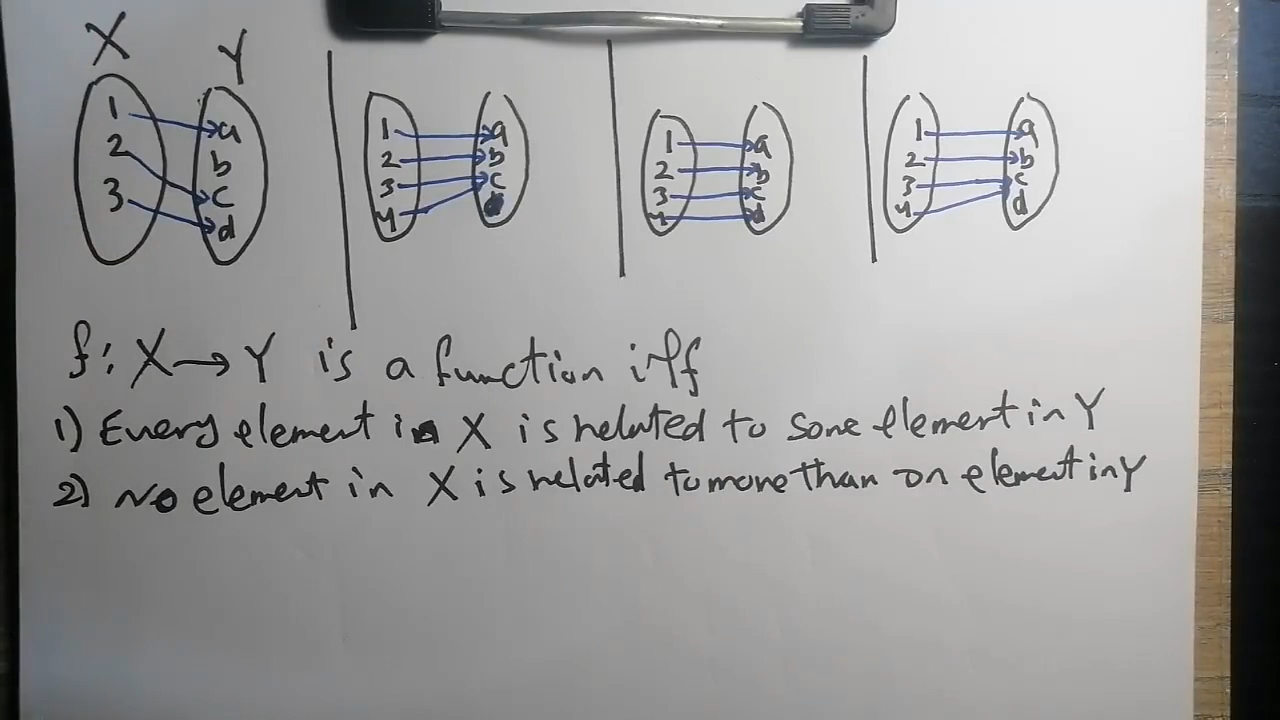 X Y
1 a 1 a 1 a 1 a
2 b 2 b 2 b 2 b
3 c 3 c 3 c 3 c
d 4 4 d 4 d
f: X → Y is a function iff
1) Every element in X is related to some element in Y
2) No element in X is related to more than on element in Y